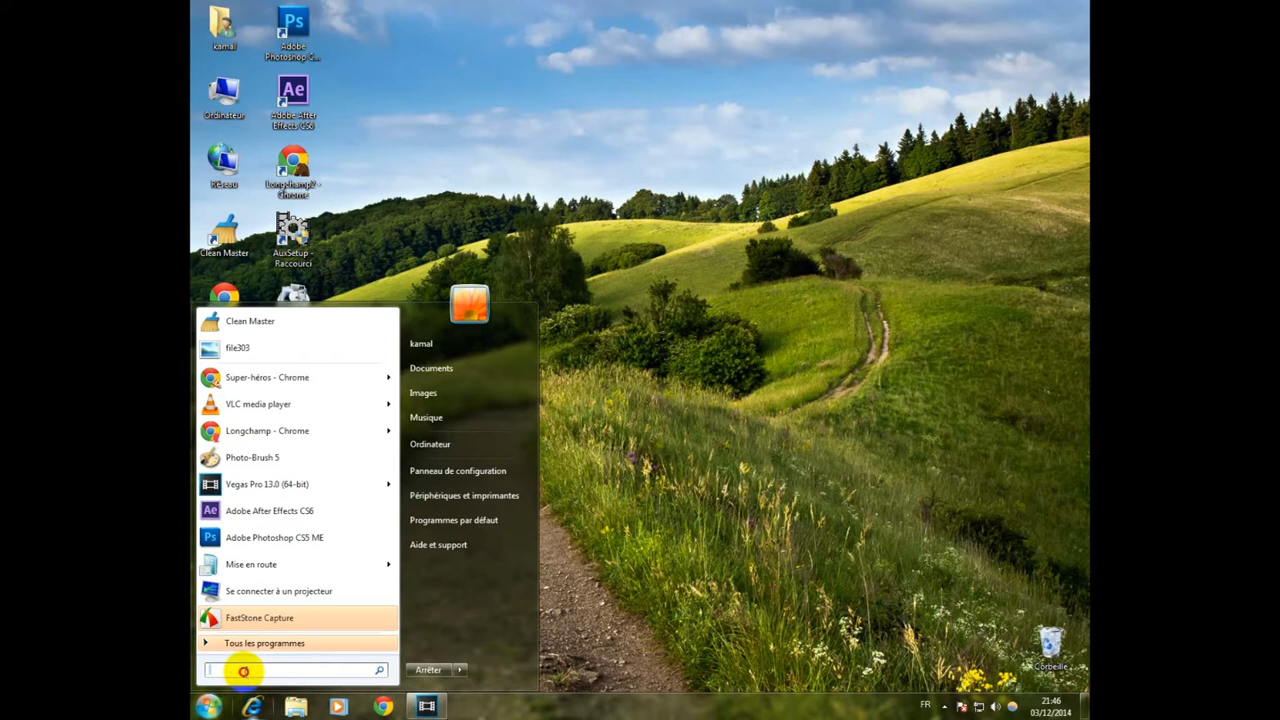 kamal
Adobe
Photoshop C...
Ordinateur
Adobe After
Effects CS6
Réseau
Longchamp7 -
Chrome
Clean Master
AuxSetup -
Raccourci
Clean Master
file303
Super-héros - Chrome
VLC media player
Longchamp - Chrome
Photo-Brush 5
Vegas Pro 13.0 (64-bit)
Adobe After Effects CS6
Adobe Photoshop CS5 ME
Mise en route
Se connecter à un projecteur
FastStone Capture
Tous les programmes
kamal
Documents
Images
Musique
Ordinateur
Panneau de configuration
Périphériques et imprimantes
Programmes par défaut
Aide et support
Arrêter
Corbeille
FR
21:46
03/12/2014
Ps
Ae
Ae
Ps